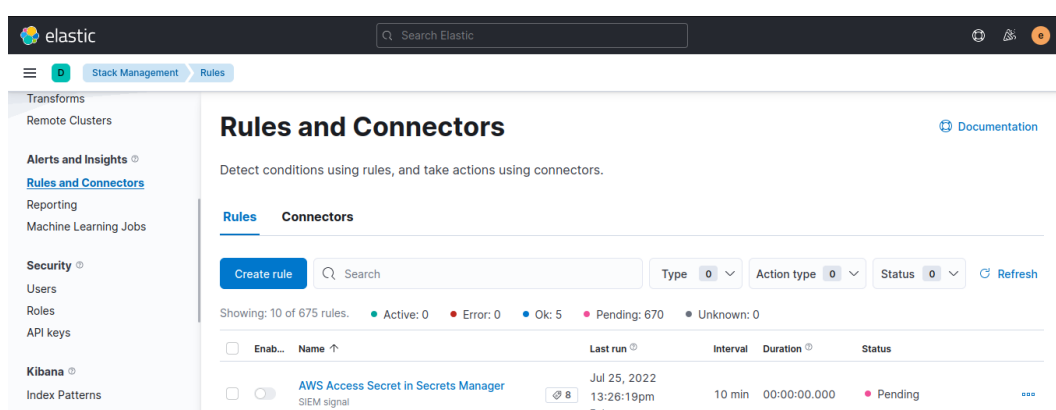 elastic
Search Elastic
e
D
Stack Management
Rules
Transforms
Remote Clusters
Alerts and Insights
Rules and Connectors
Reporting
Machine Learning Jobs
Security
Users
Roles
API keys
Kibana
Index Patterns
Rules and Connectors
Documentation
Detect conditions using rules, and take actions using connectors.
Rules Connectors
Create rule Search Type 0 Action type 0 Status 0 Refresh
Showing: 10 of 675 rules. Active: 0 Error: 0 Ok: 5 Pending: 670 Unknown: 0
Enab... Name ↑ Last run Interval Duration Status
AWS Access Secret in Secrets Manager
SIEM signal
8
Jul 25, 2022
13:26:19pm
10 min 00:00:00.000 Pending